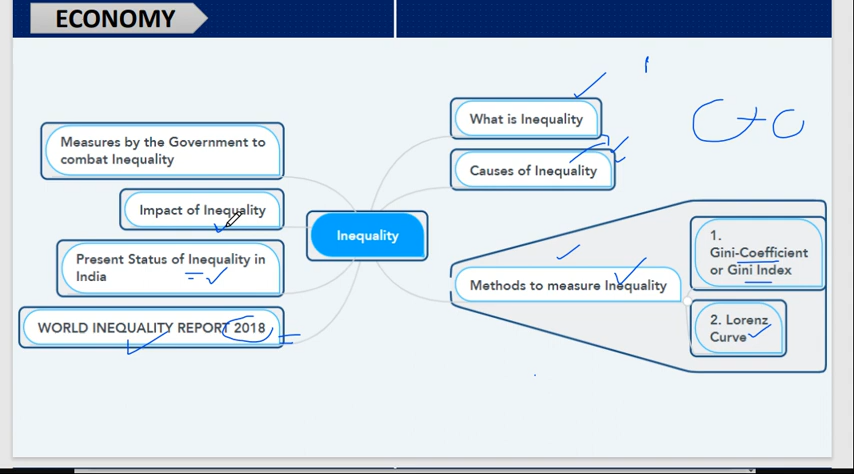 ECONOMY
What is Inequality
Causes of Inequality
Measures by the Government to
combat Inequality
Impact of Inequality
Present Status of Inequality in
India
WORLD INEQUALITY REPORT 2018
Inequality
Methods to measure Inequality
1.
Gini-Coefficient
or Gini Index
2. Lorenz
Curve